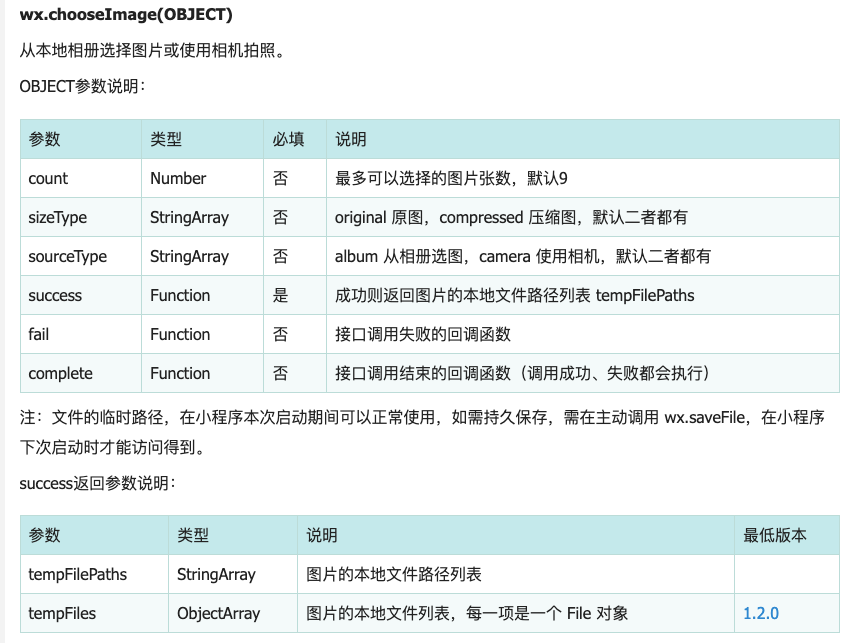 wx.chooseImage(OBJECT)
从本地相册选择图片或使用相机拍照。
OBJECT参数说明：
参数 类型 必填 说明
count Number 否 最多可以选择的图片张数，默认9
sizeType StringArray 否 original 原图，compressed 压缩图，默认二者都有
sourceType StringArray 否 album 从相册选图，camera 使用相机，默认二者都有
success Function 是 成功则返回图片的本地文件路径列表 tempFilePaths
fail Function 否 接口调用失败的回调函数
complete Function 否 接口调用结束的回调函数（调用成功、失败都会执行）
注：文件的临时路径，在小程序本次启动期间可以正常使用，如需持久保存，需在主动调用 wx.saveFile，在小程序
下次启动时才能访问得到。
success返回参数说明：
参数 类型 说明 最低版本
tempFilePaths StringArray 图片的本地文件路径列表
tempFiles ObjectArray 图片的本地文件列表，每一项是一个 File 对象 1.2.0